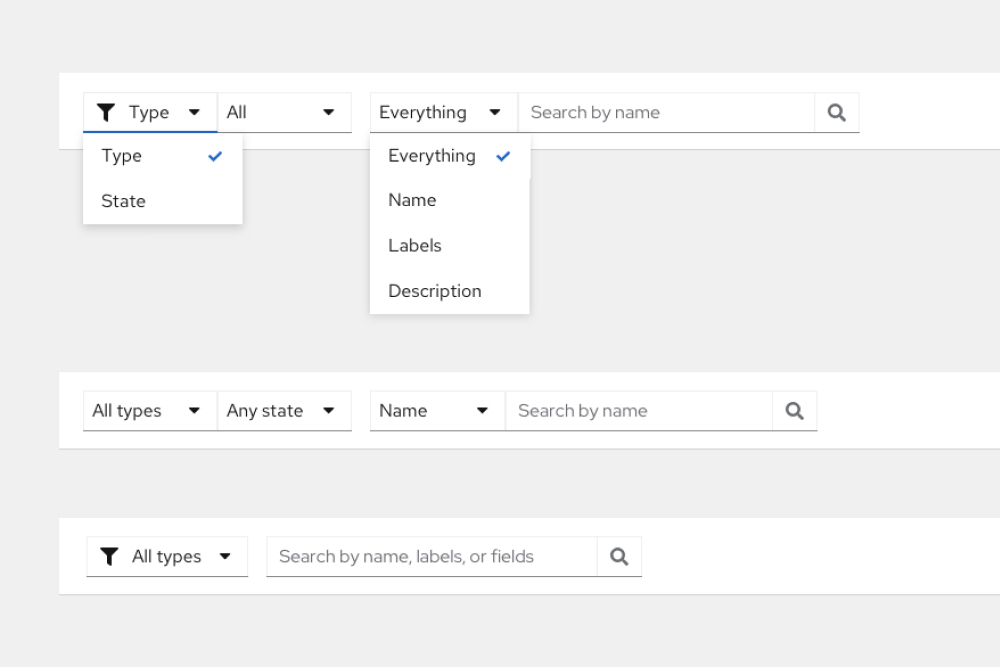 Type All Everything Search by name
Type Everything
State Name
Labels
Description
All types Any state Name Search by name
All types Search by name, labels, or fields